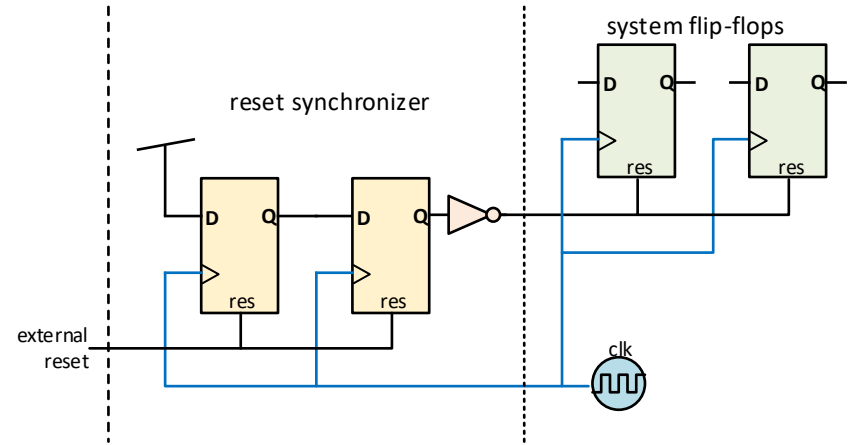 system flip-flops
D
Q
D
Q
res
res
reset synchronizer
D
Q
D
Q
res
res
external
reset
clk